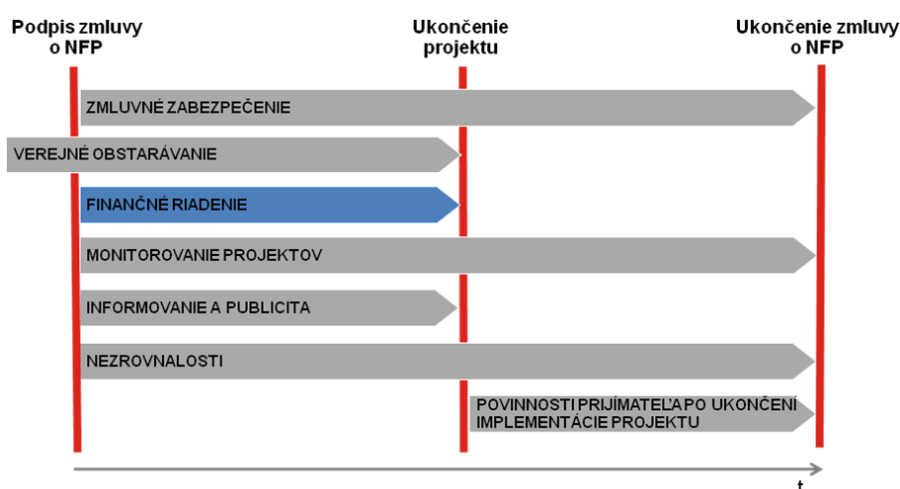 Podpis zmluvy
o NFP
Ukončenie
projektu
Ukončenie zmluvy
o NFP
ZMLUVNÉ ZABEZPEČENIE
VEREJNÉ OBSTARÁVANIE
FINANČNÉ RIADENIE
MONITOROVANIE PROJEKTOV
INFORMOVANIE A PUBLICITA
NEZROVNALOSTI
POVINNOSTI PRIJÍMATEĽA PO UKONČENÍ
IMPLEMENTÁCIE PROJEKTU
t